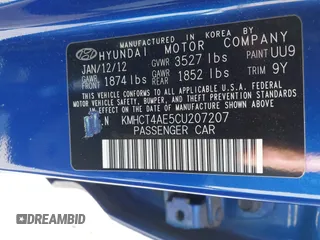 MADE IN KOREA
HYUNDAI MOTOR COMPANY
JAN/12/12 GVWR 3527 lbs PAINT UU9
GAWR FRONT 1874 lbs GAWR REAR 1852 lbs TRIM 9Y
THIS VEHICLE CONFORMS TO ALL APPLICABLE
FEDERAL MOTOR VEHICLE SAFETY, BUMPER,
AND THEFT PREVENTION STANDARDS
IN EFFECT ON THE DATE OF MANUFACTURE
SHOWN ABOVE.
KMHCT4AE5CU207207
PASSENGER CAR
DREAMBID